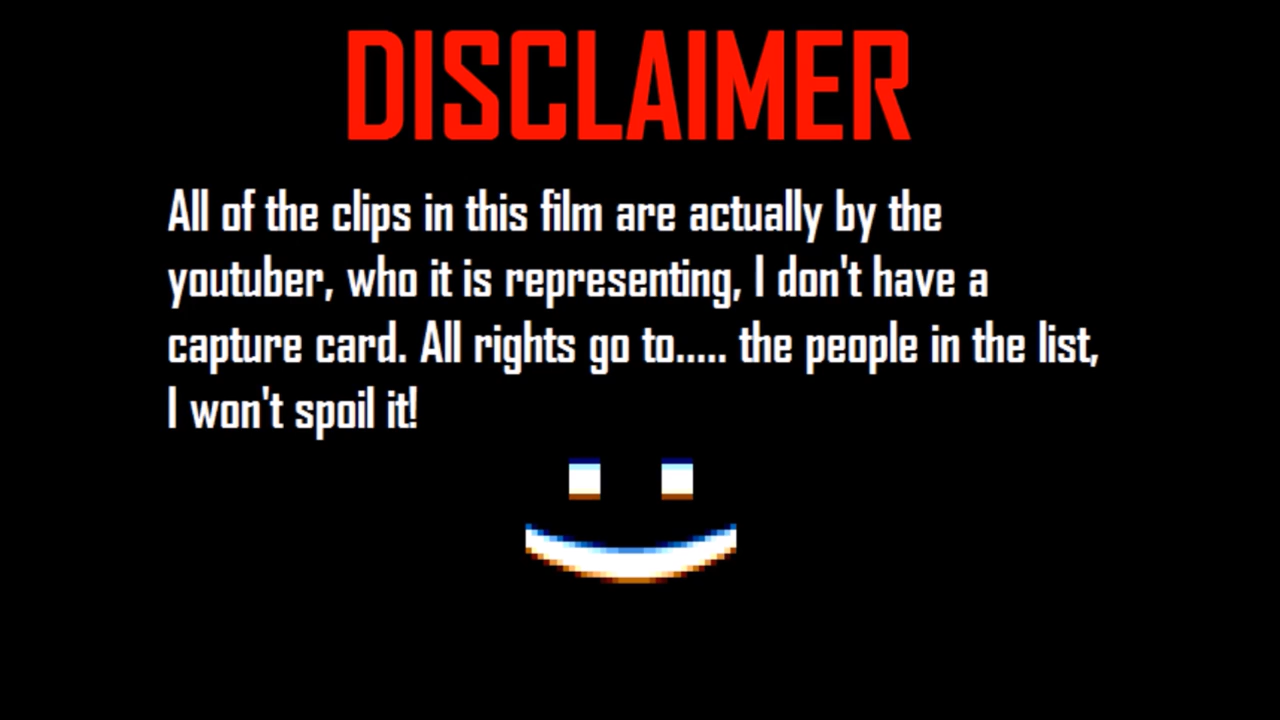 DISCLAIMER
All of the clips in this film are actually by the
youtuber, who it is representing, I don't have a
capture card. All rights go to..... the people in the list,
I won't spoil it!